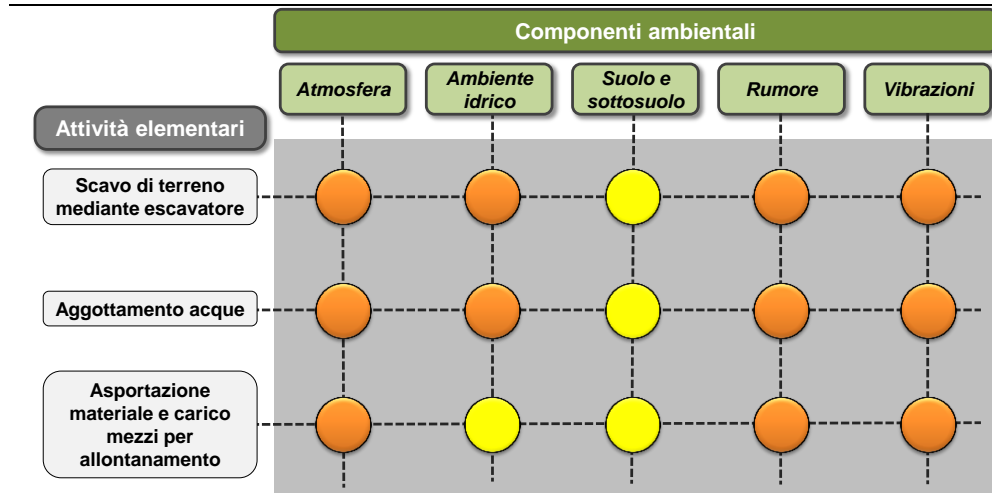 Componenti ambientali
Atmosfera
Ambiente
idrico
Suolo e
sottosuolo
Rumore
Vibrazioni
Attività elementari
Scavo di terreno
mediante escavatore
Aggottamento acque
Asportazione
materiale e carico
mezzi per
allontanamento